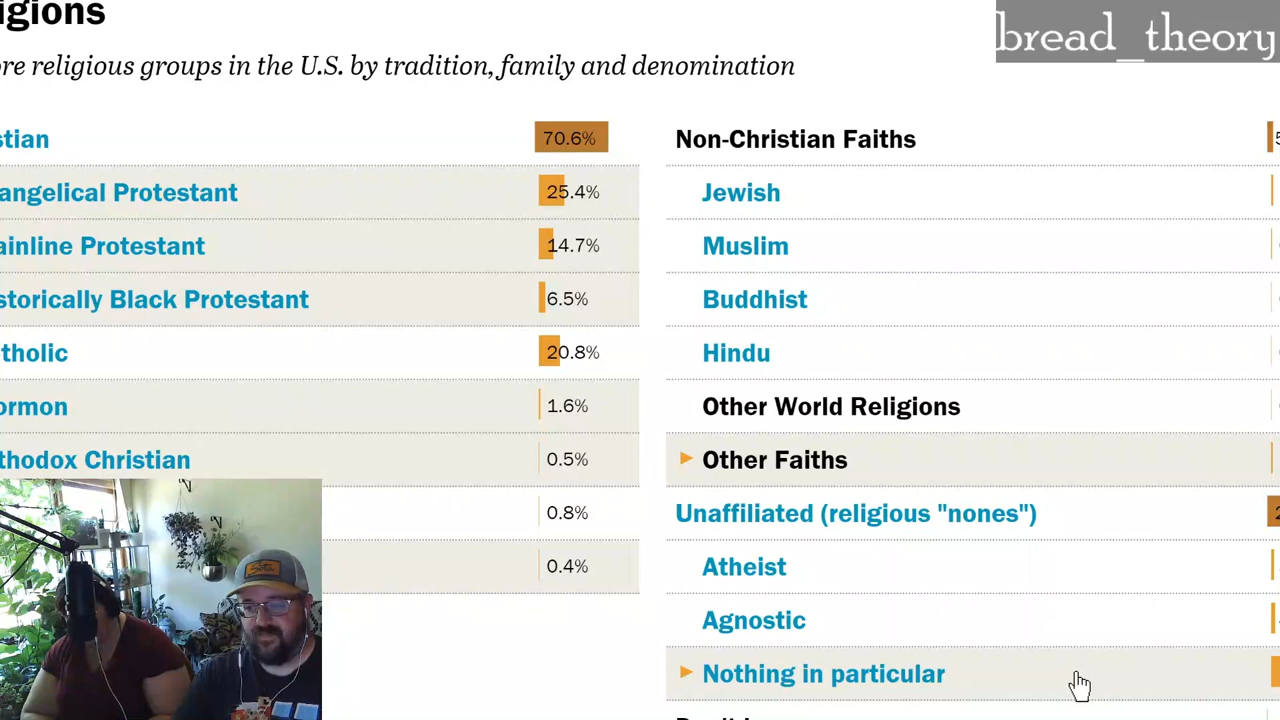 igions
bread_theory
ore religious groups in the U.S. by tradition, family and denomination
stian 70.6%
angelical Protestant 25.4%
ainline Protestant 14.7%
storically Black Protestant 6.5%
tholic 20.8%
ormon 1.6%
thodox Christian 0.5%
0.8%
0.4%
Non-Christian Faiths 5
Jewish
Muslim
Buddhist
Hindu
Other World Religions
Other Faiths
Unaffiliated (religious "nones") 2
Atheist
Agnostic
Nothing in particular